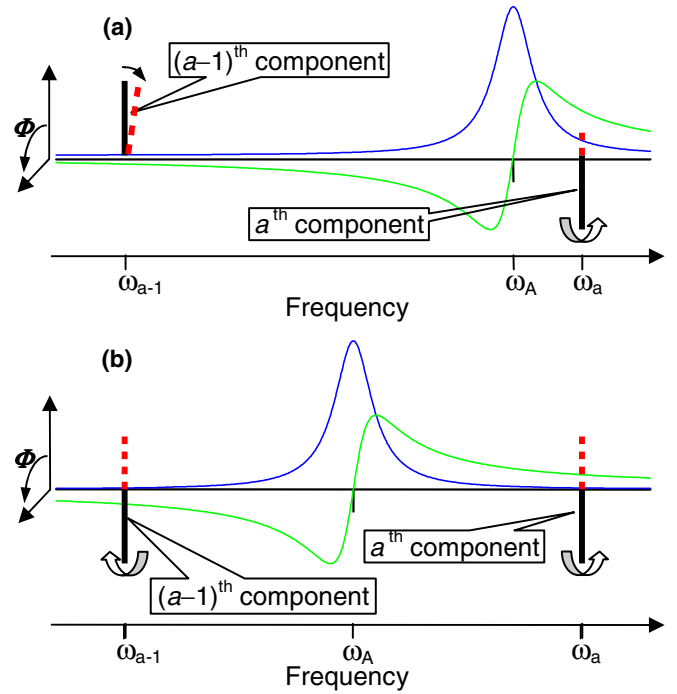 (a)
(a–1)th
component
Φ
ath component
ωa-1
ωA
ωa
Frequency
(b)
Φ
ath
component
(a–1)th component
ωa-1
ωA
ωa
Frequency